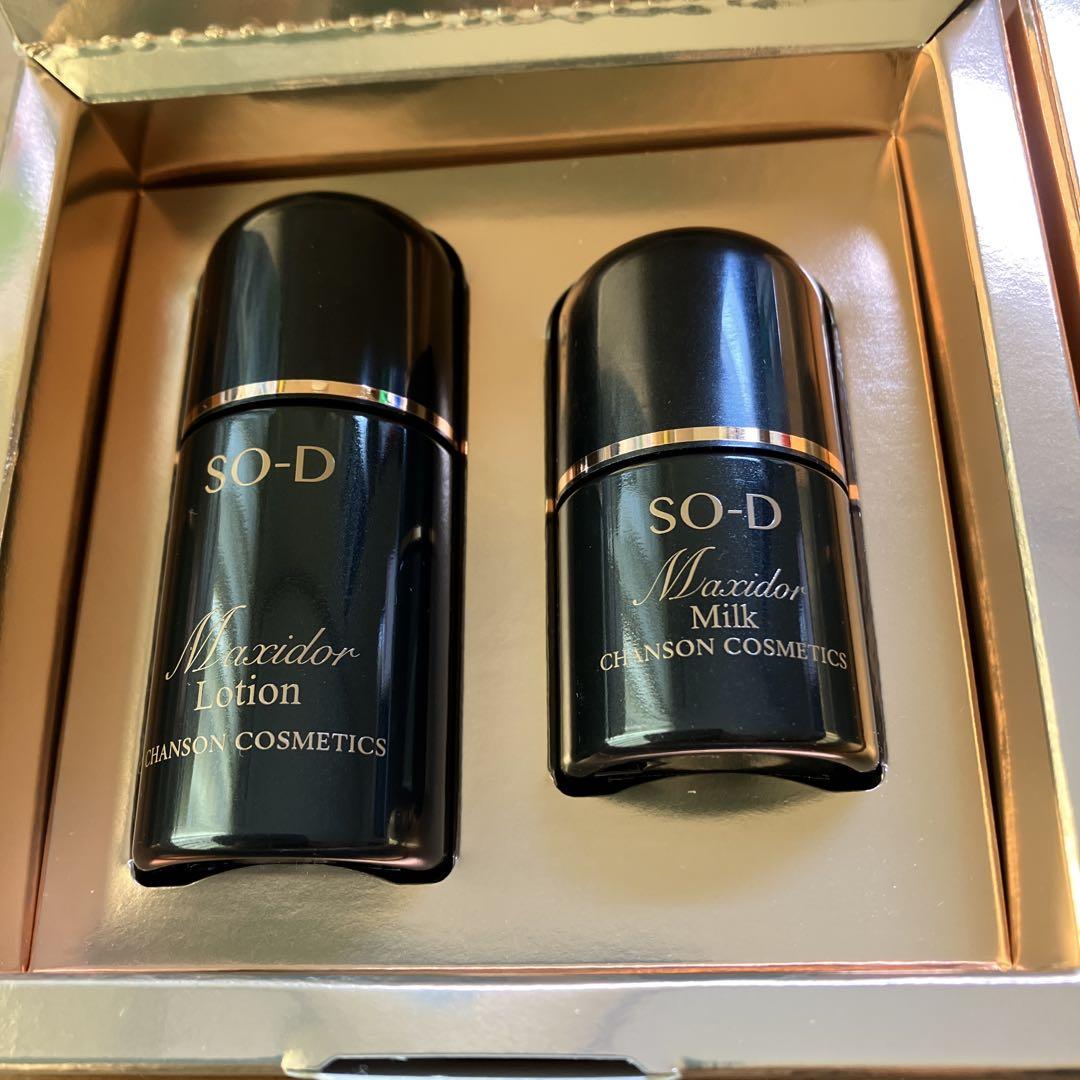 SO-D
Maxidor
Lotion
CHANSON COSMETICS
SO-D
Maxidor
Milk
CHANSON COSMETICS